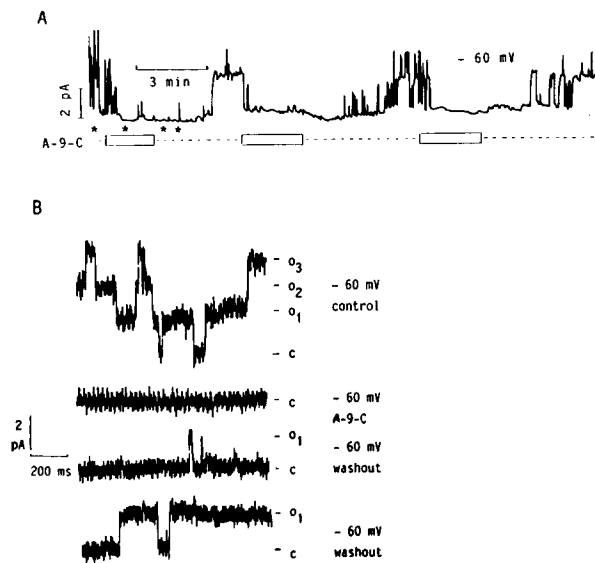 A
3 min
- 60 mV
2 pA
* * * *
A-9-C
B
- o3
- o2
- 60 mV
- o1
control
- c
- c
- 60 mV
A-9-C
2
pA
- o1
- 60 mV
200 ms
- c
washout
- o1
- 60 mV
- c
washout